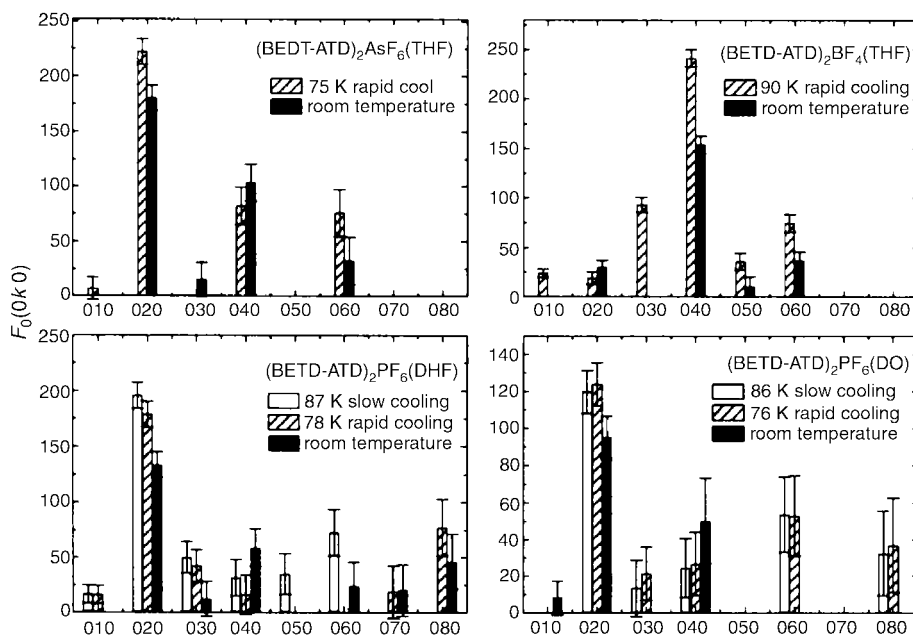 F₀(0k0)
(BEDT-ATD)₂AsF₆(THF)
75 K rapid cool
room temperature
250
200
150
100
50
0
010 020 030 040 050 060 070 080
(BETD-ATD)₂BF₄(THF)
90 K rapid cooling
room temperature
250
200
150
100
50
0
010 020 030 040 050 060 070 080
(BETD-ATD)₂PF₆(DHF)
87 K slow cooling
78 K rapid cooling
room temperature
250
200
150
100
50
0
010 020 030 040 050 060 070 080
(BETD-ATD)₂PF₆(DO)
86 K slow cooling
76 K rapid cooling
room temperature
120
100
80
60
40
20
0
010 020 030 040 050 060 070 080